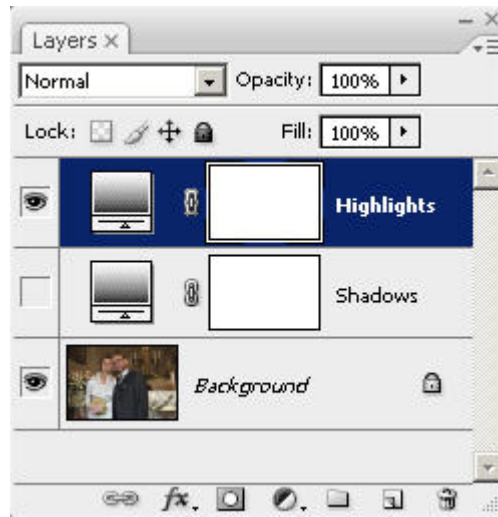 Layers ×
Normal Opacity: 100%
Lock: Fill: 100%
Highlights
Shadows
Background
fx.